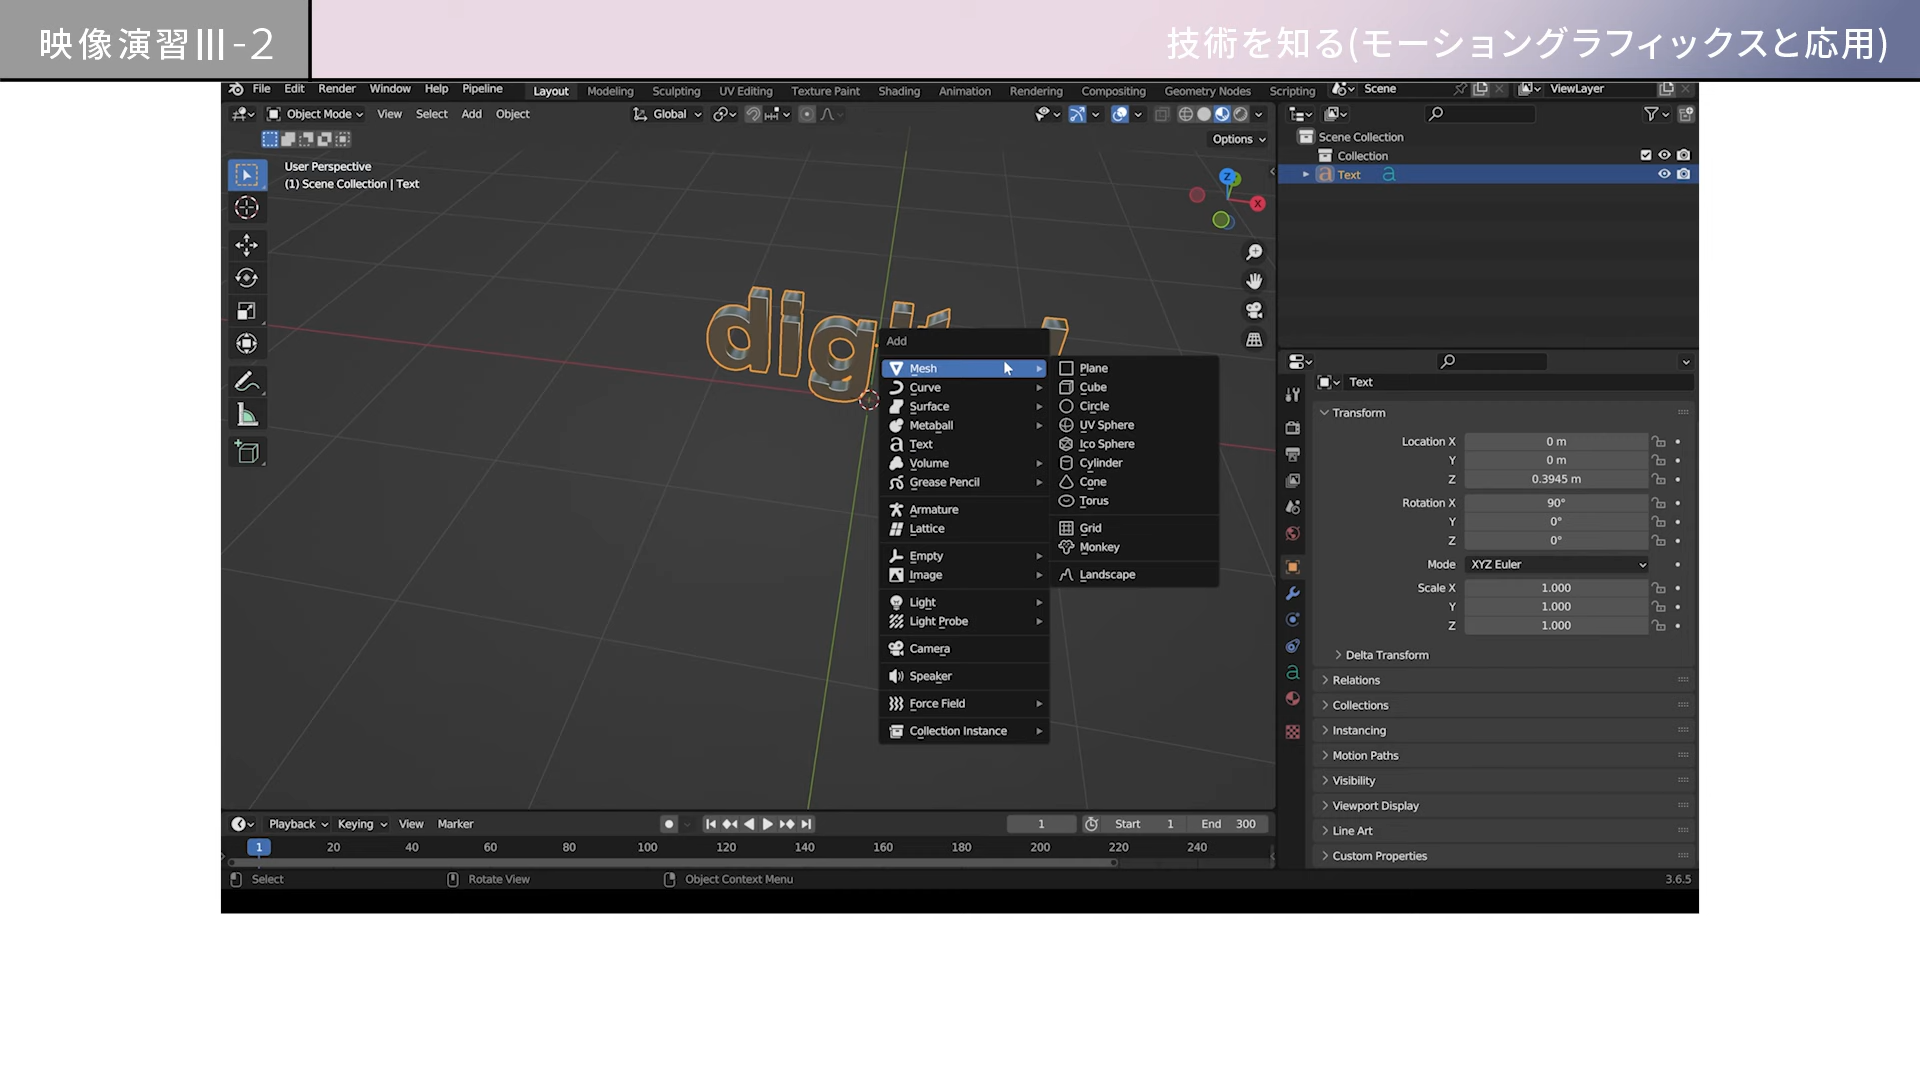 映像演習Ⅲ-2
技術を知る(モーショングラフィックスと応用)
File Edit Render Window Help Pipeline Layout Modeling Sculpting UV Editing Texture Paint Shading Animation Rendering Compositing Geometry Nodes Scripting Scene ViewLayer
Object Mode View Select Add Object Global
Options
User Perspective
(1) Scene Collection | Text
Z
X
Scene Collection
Collection
Text
digi
Add
Mesh
Curve
Surface
Metaball
Text
Volume
Grease Pencil
Armature
Lattice
Empty
Image
Light
Light Probe
Camera
Speaker
Force Field
Collection Instance
Plane
Cube
Circle
UV Sphere
Ico Sphere
Cylinder
Cone
Torus
Grid
Monkey
Landscape
Text
Transform
Location X 0 m
Y 0 m
Z 0.3945 m
Rotation X 90°
Y 0°
Z 0°
Mode XYZ Euler
Scale X 1.000
Y 1.000
Z 1.000
Delta Transform
Relations
Collections
Instancing
Motion Paths
Visibility
Viewport Display
Line Art
Custom Properties
Playback Keying View Marker 1 Start 1 End 300
1 20 40 60 80 100 120 140 160 180 200 220 240
Select Rotate View Object Context Menu 3.6.5